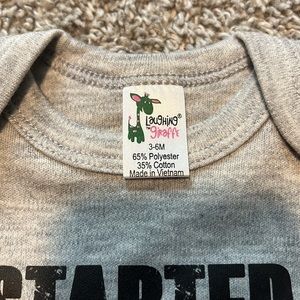 Laughing®
giraffe
3-6M
65% Polyester
35% Cotton
Made in Vietnam
STARTED